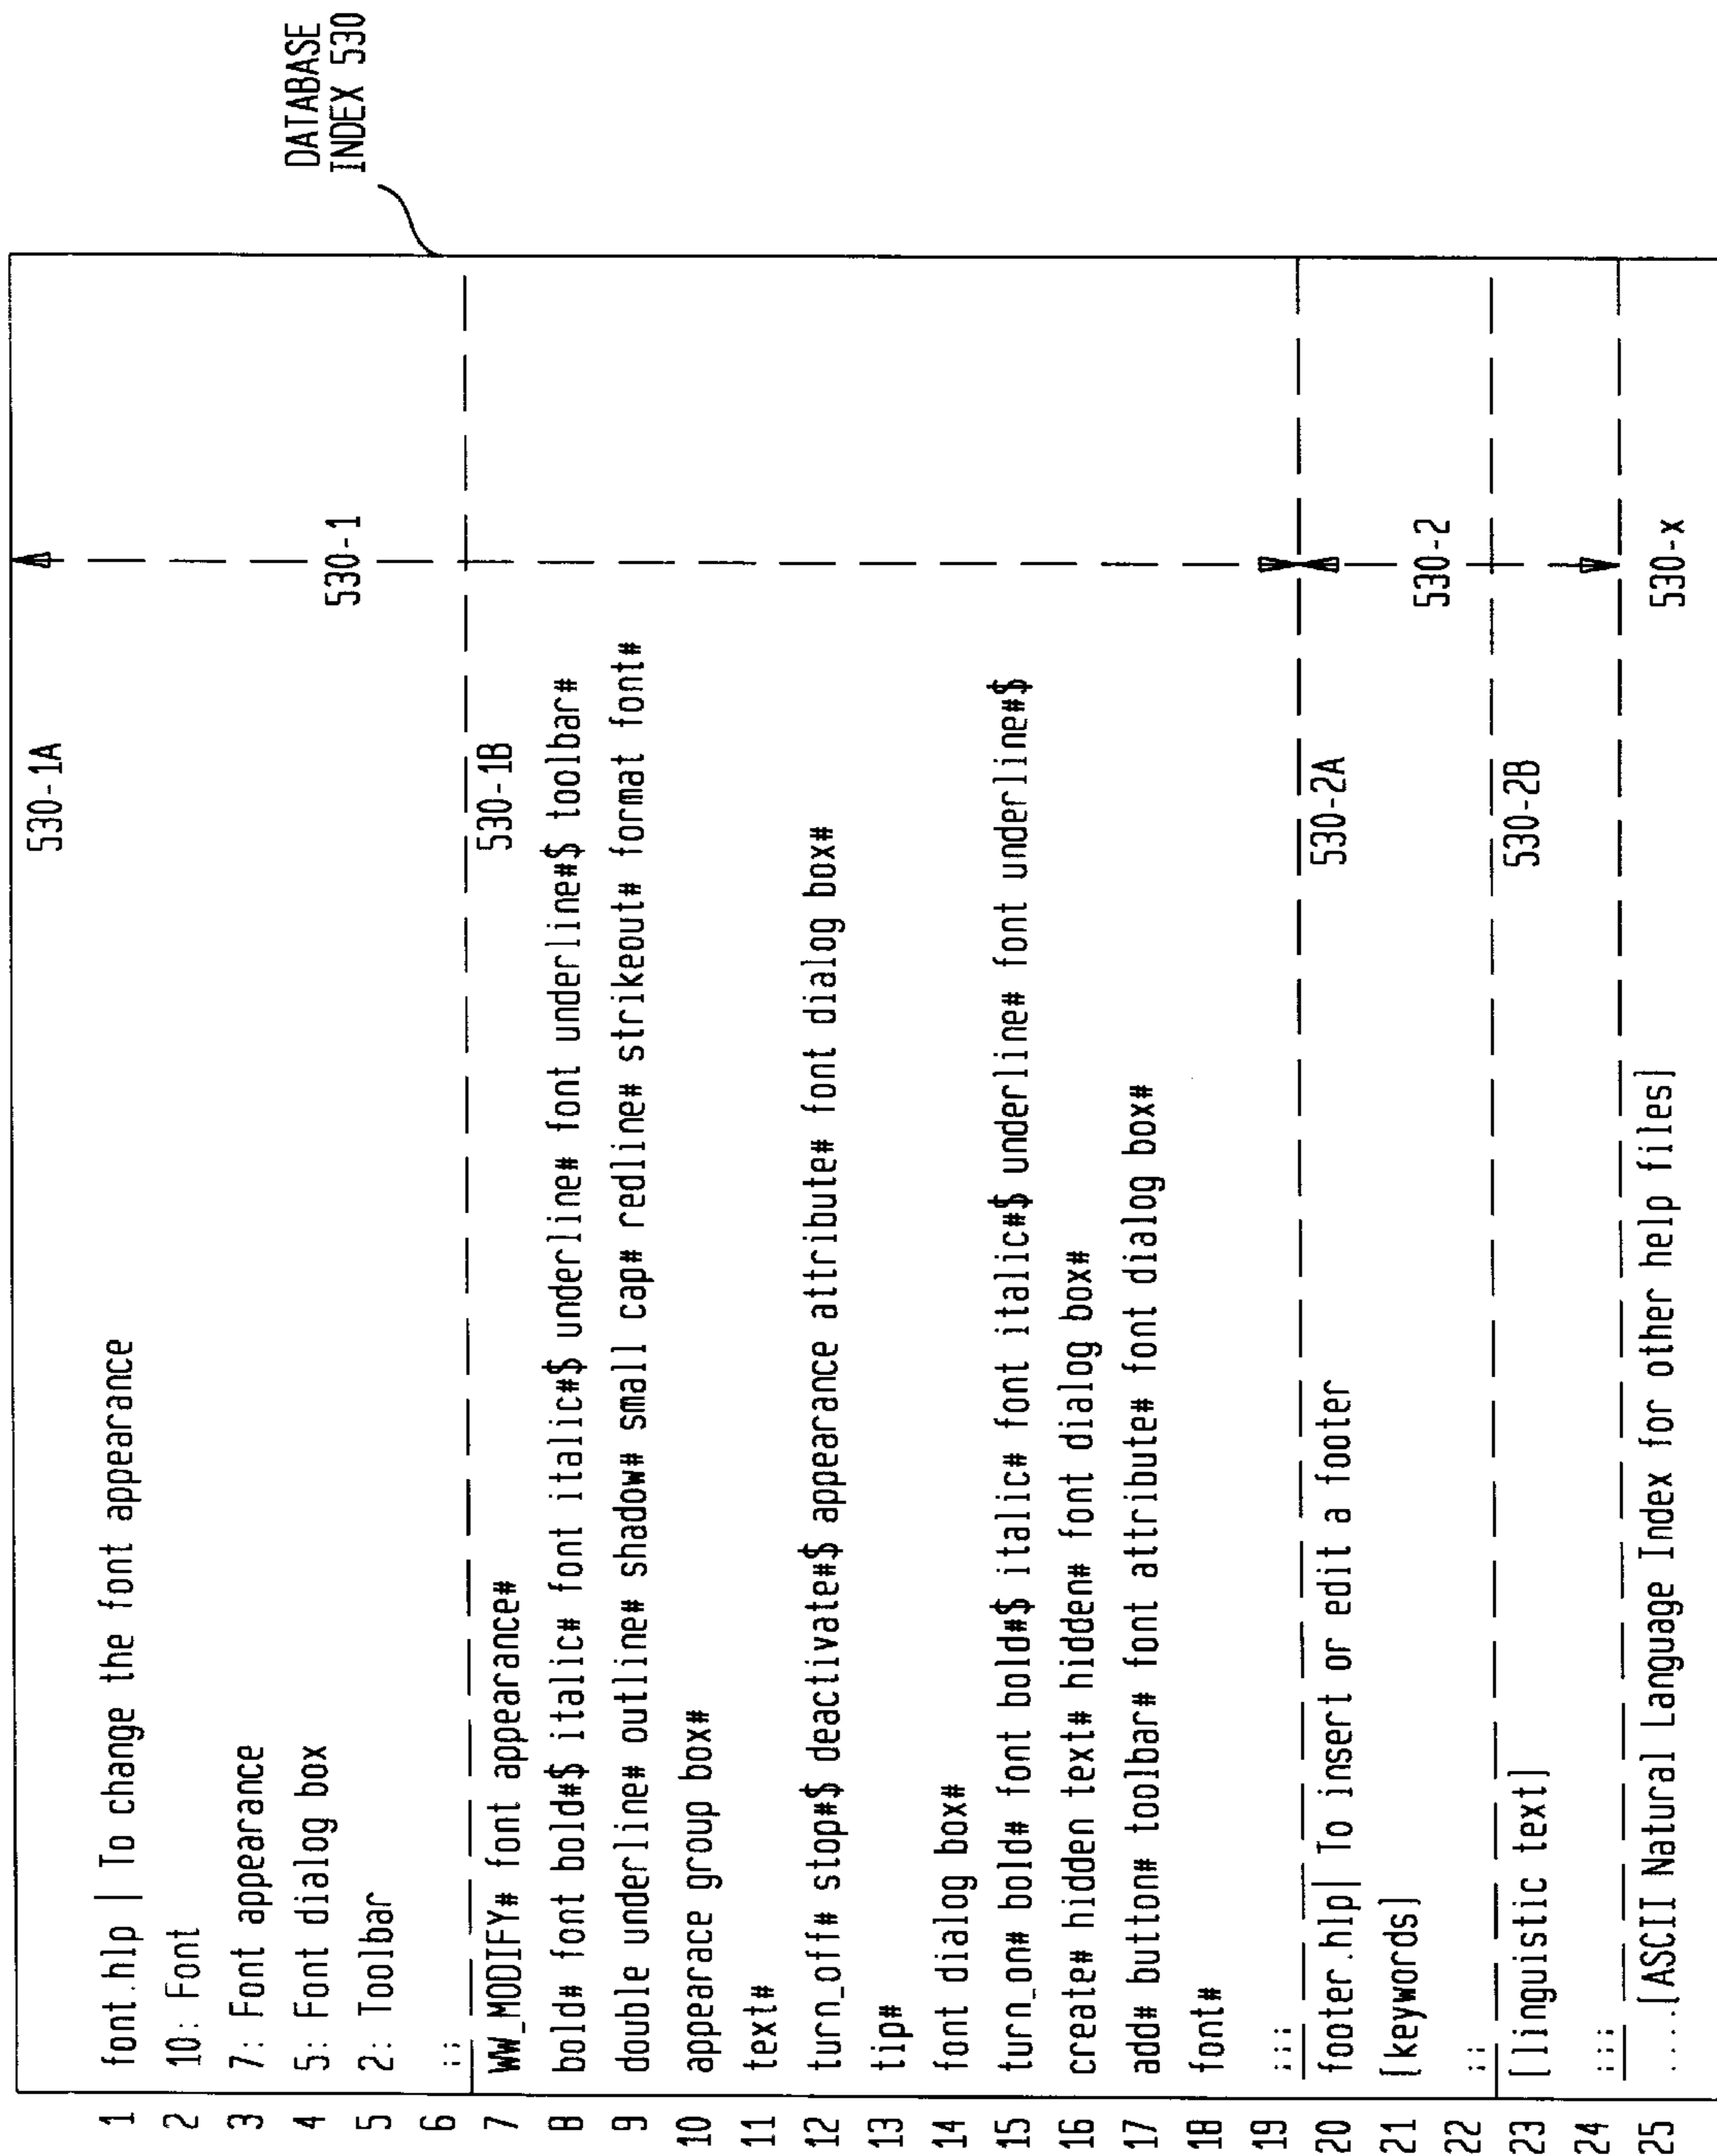 DATABASE
INDEX 530
530-1A
1 font.hlp | To change the font appearance
2 10: Font
3 7: Font appearance
4 5: Font dialog box
530-1
5 2: Toolbar
6 ;;
530-1B
7 WW_MODIFY# font appearance#
8 bold# font bold#$ italic# font italic#$ underline# font underline#$ toolbar#
9 double underline# outline# shadow# small cap# redline# strikeout# format font#
10 appearace group box#
11 text#
12 turn_off# stop#$ deactivate#$ appearance attribute# font dialog box#
13 tip#
14 font dialog box#
15 turn_on# bold# font bold#$ italic# font italic#$ underline# font underline#$
16 create# hidden text# hidden# font dialog box#
17 add# button# toolbar# font attribute# font dialog box#
18 font#
19 ;;;
20 footer.hlp| To insert or edit a footer
530-2A
21 [keywords]
530-2
22 ;;
23 [linguistic text]
530-2B
24 ;;;
25 ....[ASCII Natural Language Index for other help files]
530-x